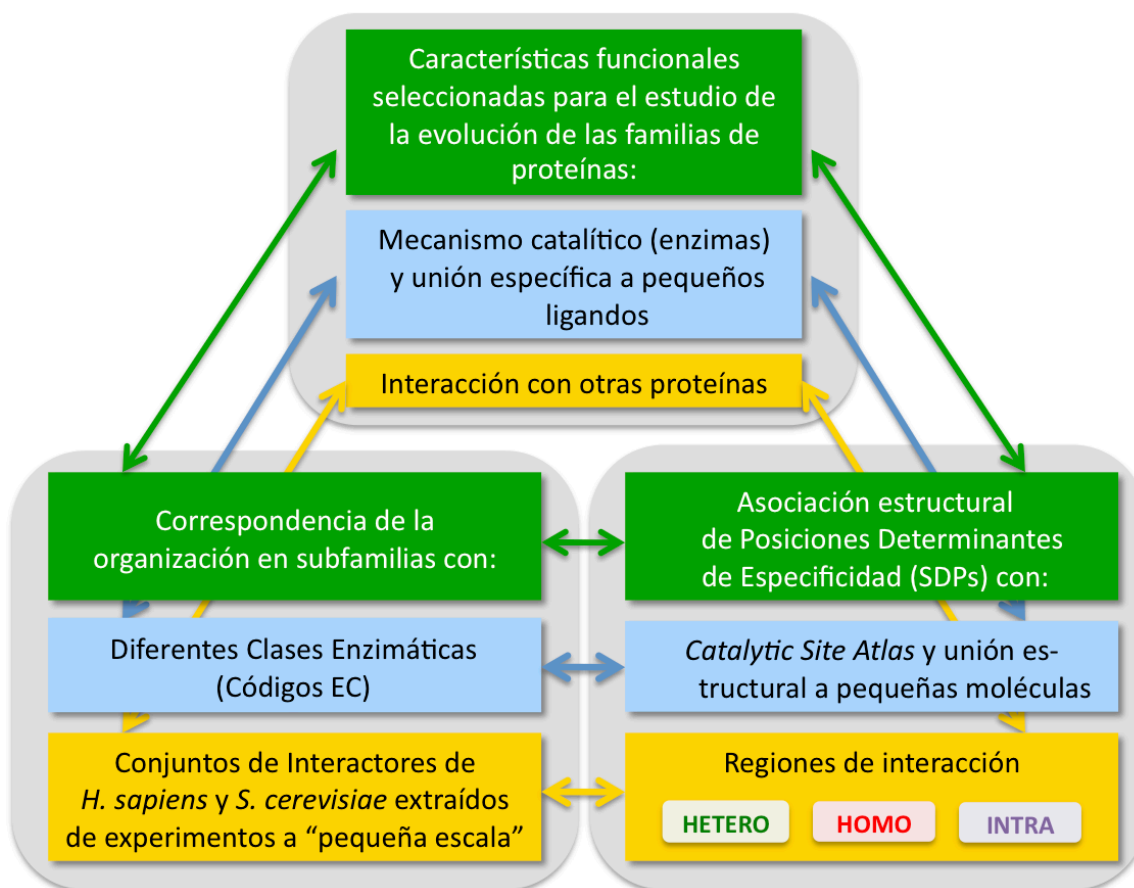 Características funcionales
seleccionadas para el estudio de
la evolución de las familias de
proteínas:
Mecanismo catalítico (enzimas)
y unión específica a pequeños
ligandos
Interacción con otras proteínas
Correspondencia de la
organización en subfamilias con:
Diferentes Clases Enzimáticas
(Códigos EC)
Conjuntos de Interactores de
H. sapiens y S. cerevisiae extraídos
de experimentos a “pequeña escala”
Asociación estructural
de Posiciones Determinantes
de Especificidad (SDPs) con:
Catalytic Site Atlas y unión es-
tructural a pequeñas moléculas
Regiones de interacción
HETERO HOMO INTRA